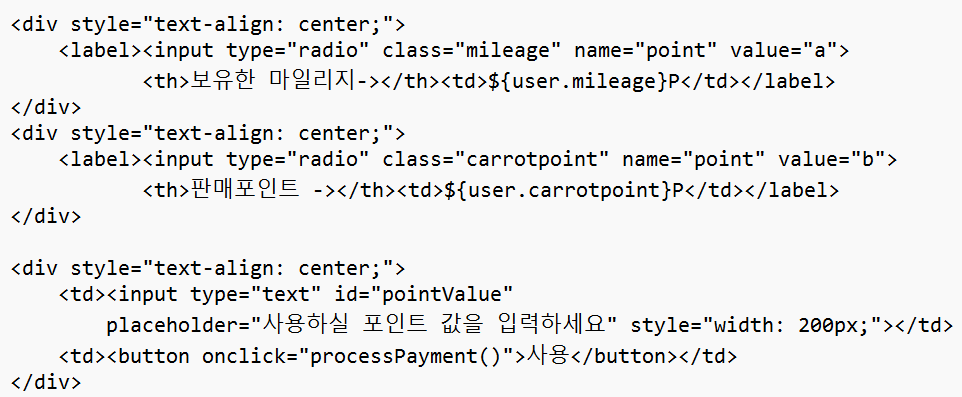 <div style="text-align: center;">
<label><input type="radio" class="mileage" name="point" value="a">
<th>보유한 마일리지-></th><td>${user.mileage}P</td></label>
</div>
<div style="text-align: center;">
<label><input type="radio" class="carrotpoint" name="point" value="b">
<th>판매포인트 -></th><td>${user.carrotpoint}P</td></label>
</div>
<div style="text-align: center;">
<td><input type="text" id="pointValue"
placeholder="사용하실 포인트 값을 입력하세요" style="width: 200px;"></td>
<td><button onclick="processPayment()">사용</button></td>
</div>